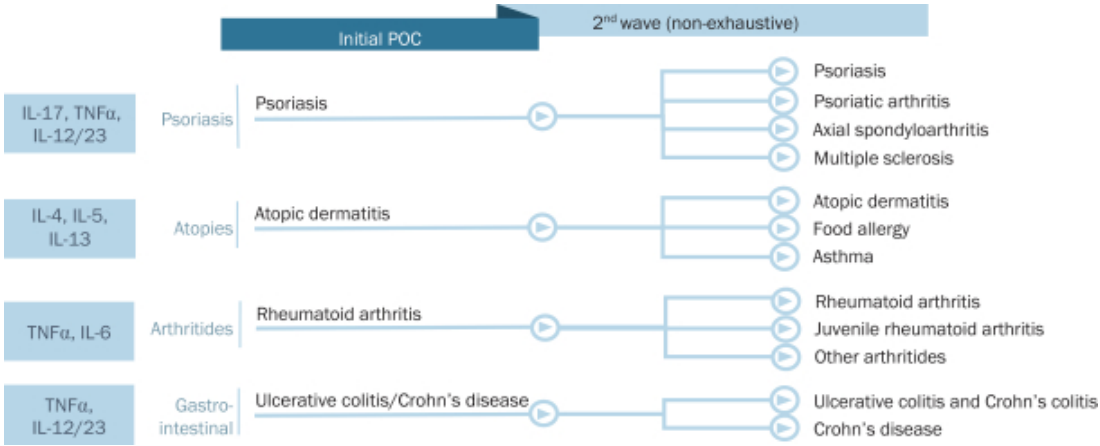 Initial POC
2nd wave (non-exhaustive)
IL-17, TNFα,
IL-12/23
Psoriasis
Psoriasis
Psoriasis
Psoriatic arthritis
Axial spondyloarthritis
Multiple sclerosis
IL-4, IL-5,
IL-13
Atopies
Atopic dermatitis
Atopic dermatitis
Food allergy
Asthma
TNFα, IL-6
Arthritides
Rheumatoid arthritis
Rheumatoid arthritis
Juvenile rheumatoid arthritis
Other arthritides
TNFα,
IL-12/23
Gastro-
intestinal
Ulcerative colitis/Crohn's disease
Ulcerative colitis and Crohn's colitis
Crohn's disease